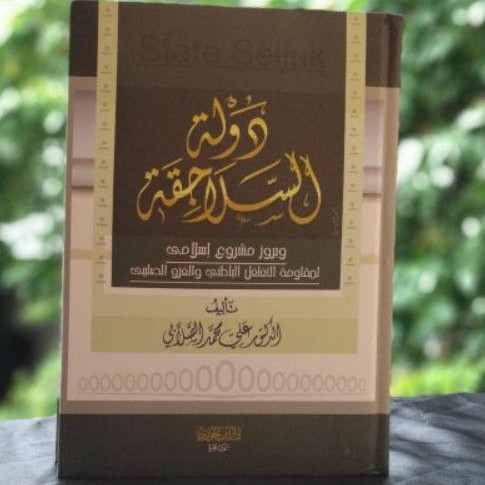 State Seljuk
دولة
السلاجقة
وبروز مشروع إسلامي
لمقاومة التغلغل الباطني والغزو الصليبي
تأليف
الدكتور علي محمد الصلابي